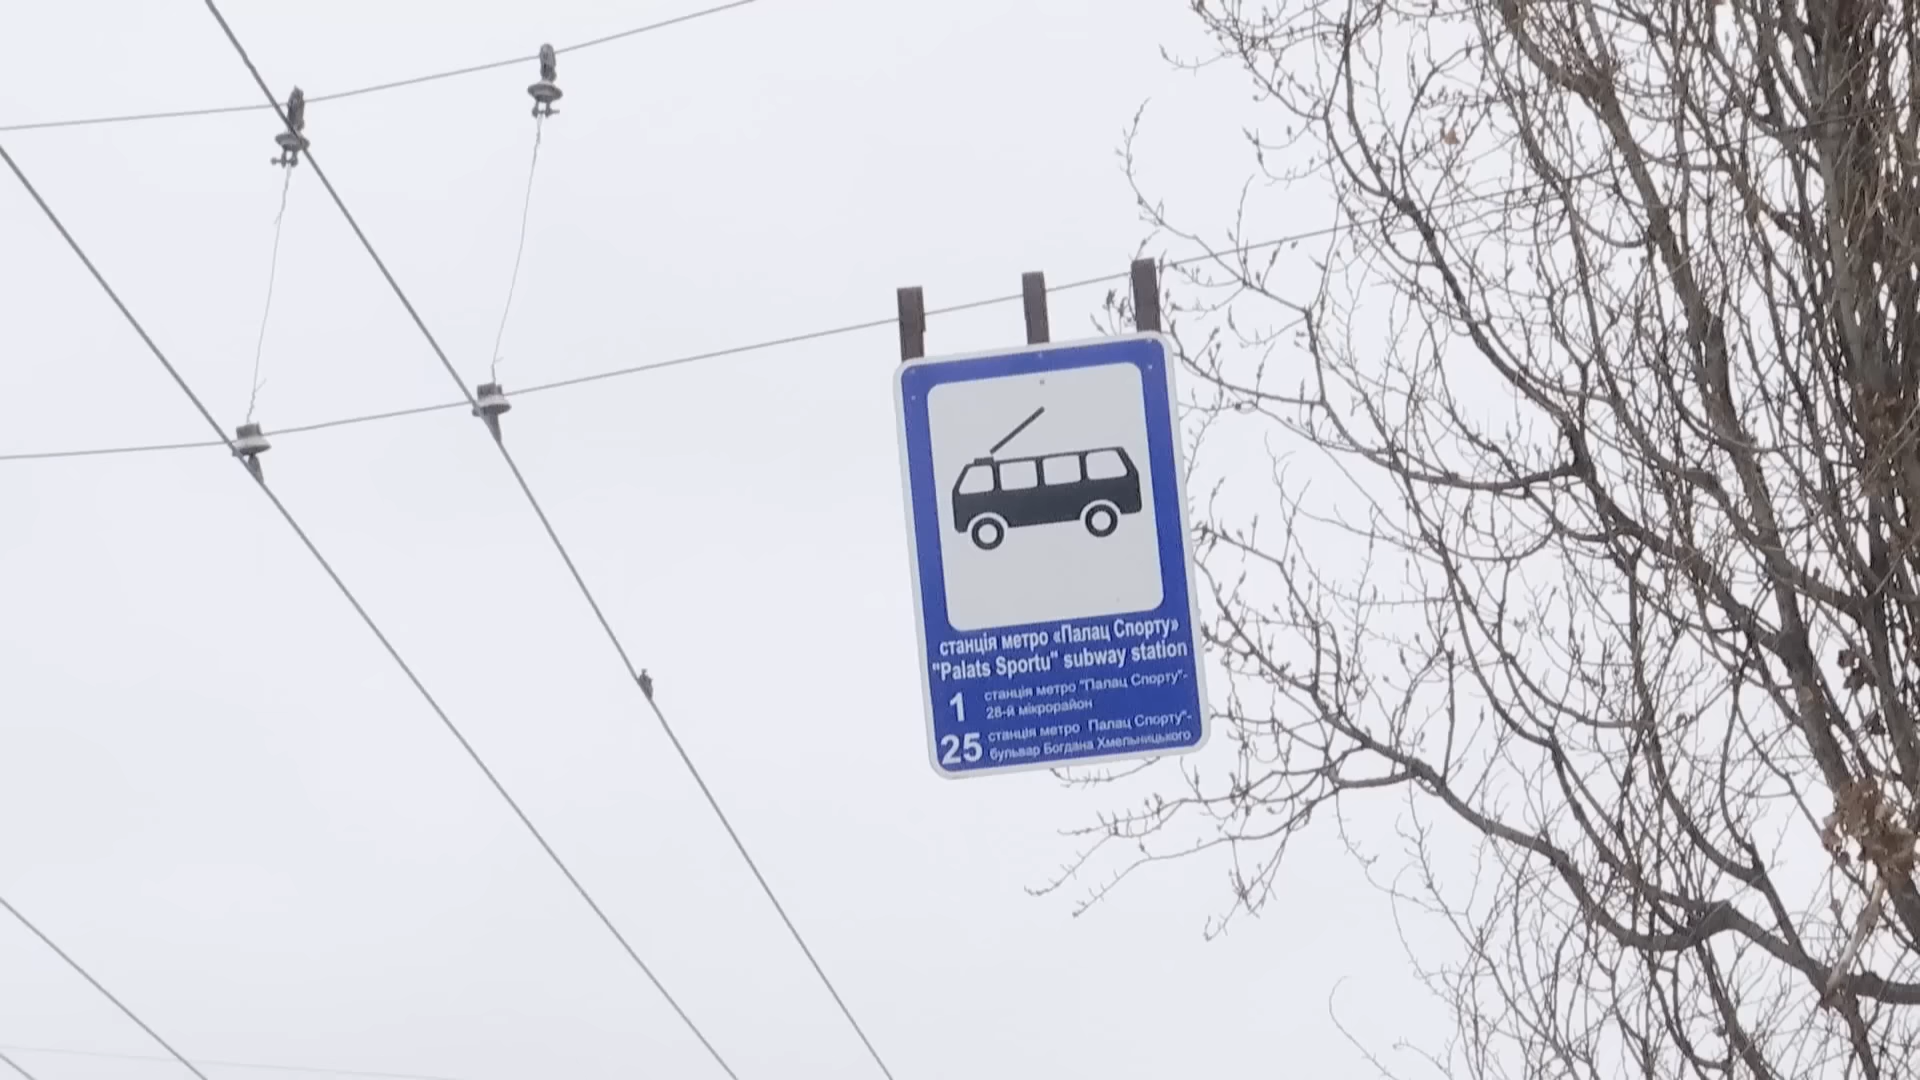 станція метро «Палац Спорту»
"Palats Sportu" subway station
1 станція метро "Палац Спорту"-
28-й мікрорайон
25 станція метро Палац Спорту"-
бульвар Богдана Хмельницького